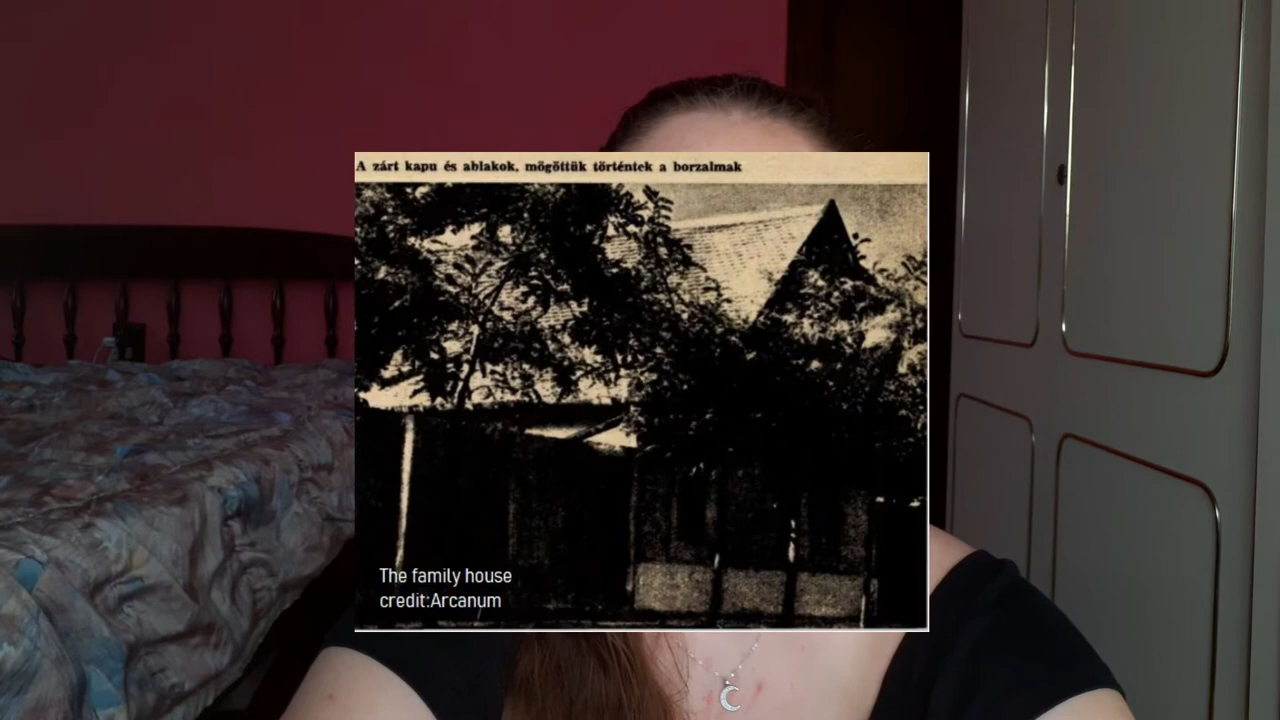 A zárt kapu és ablakok, mögöttük történtek a borzalmak
The family house
credit:Arcanum